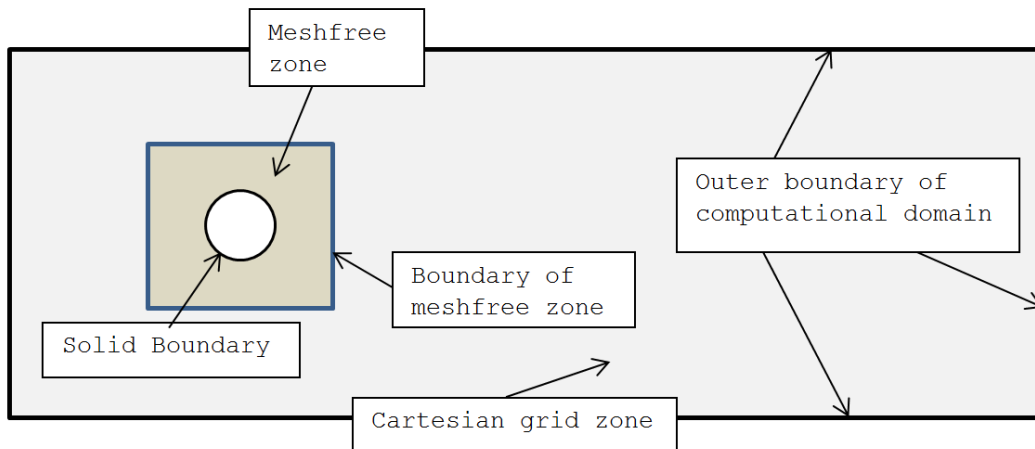 Meshfree
zone
Outer boundary of
computational domain
Boundary of
meshfree zone
Solid Boundary
Cartesian grid zone